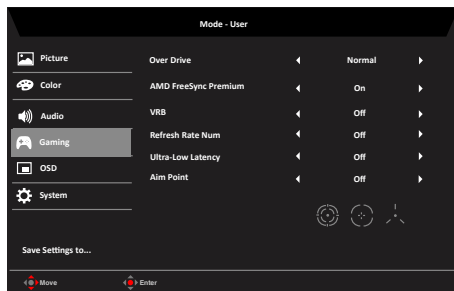 Mode - User
Picture
Color
Audio
Gaming
OSD
System
Over Drive Normal
AMD FreeSync Premium On
VRB Off
Refresh Rate Num Off
Ultra-Low Latency Off
Aim Point Off
Save Settings to...
Move Enter